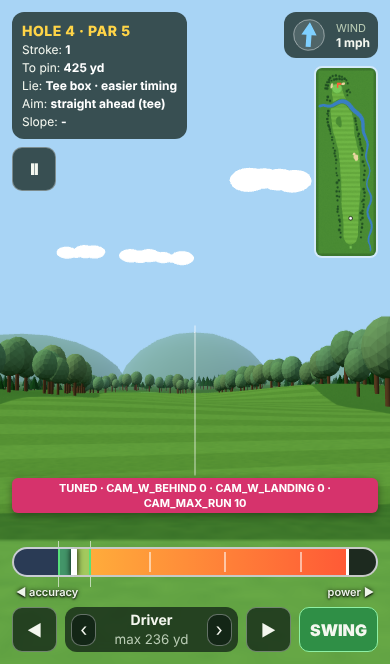 HOLE 4 · PAR 5
Stroke: 1
To pin: 425 yd
Lie: Tee box · easier timing
Aim: straight ahead (tee)
Slope: -
WIND
1 mph
TUNED · CAM_W_BEHIND 0 · CAM_W_LANDING 0 ·
CAM_MAX_RUN 10
◀ accuracy
power ▶
◀
‹
Driver
max 236 yd
›
▶
SWING